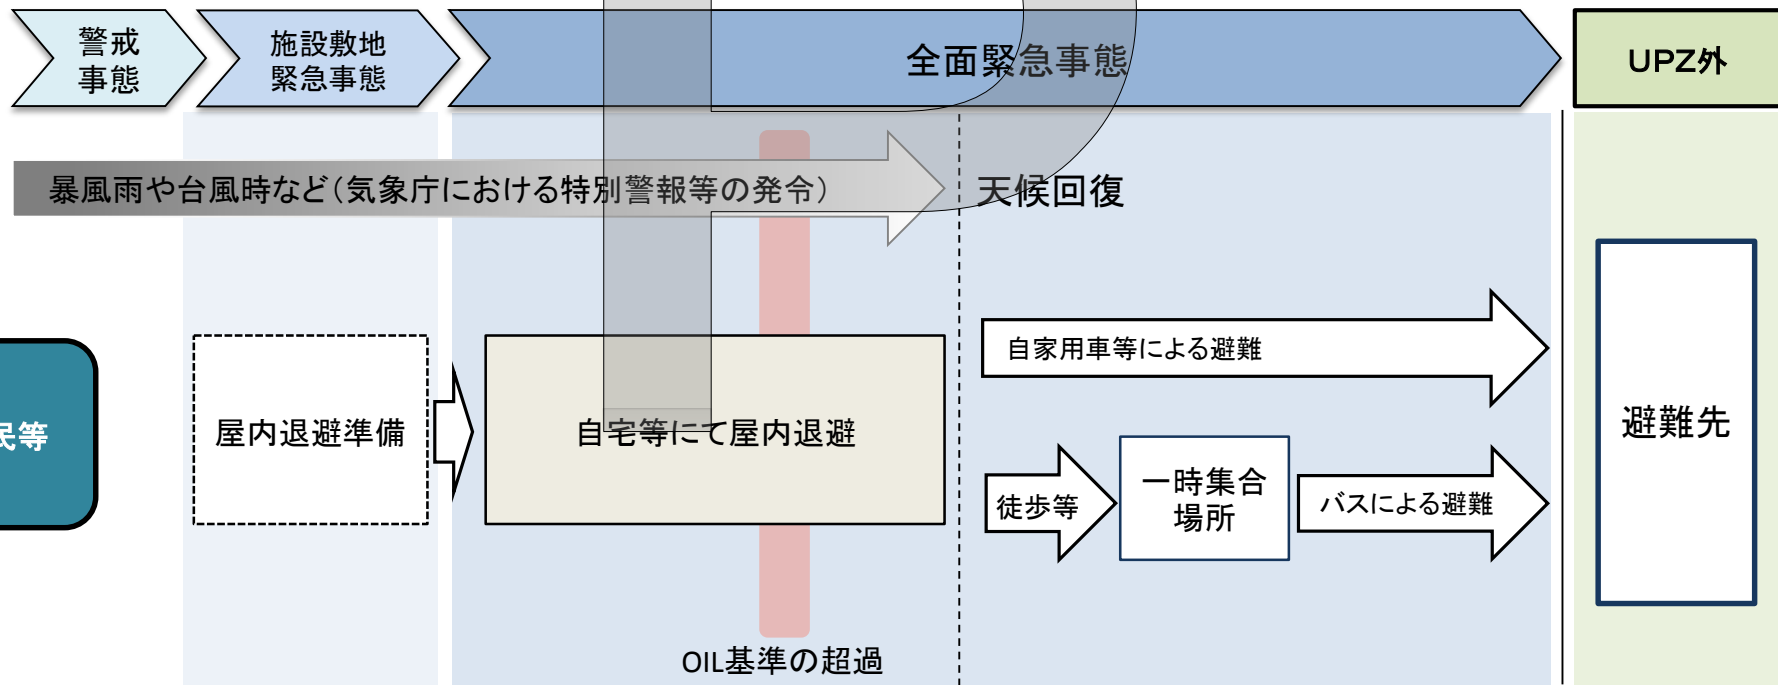 警戒
事態
施設敷地
緊急事態
全面緊急事態
UPZ外
暴風雨や台風時など（気象庁における特別警報等の発令）
天候回復
自家用車等による避難
民等
屋内退避準備
自宅等にて屋内退避
避難先
徒歩等
一時集合
場所
バスによる避難
OIL基準の超過